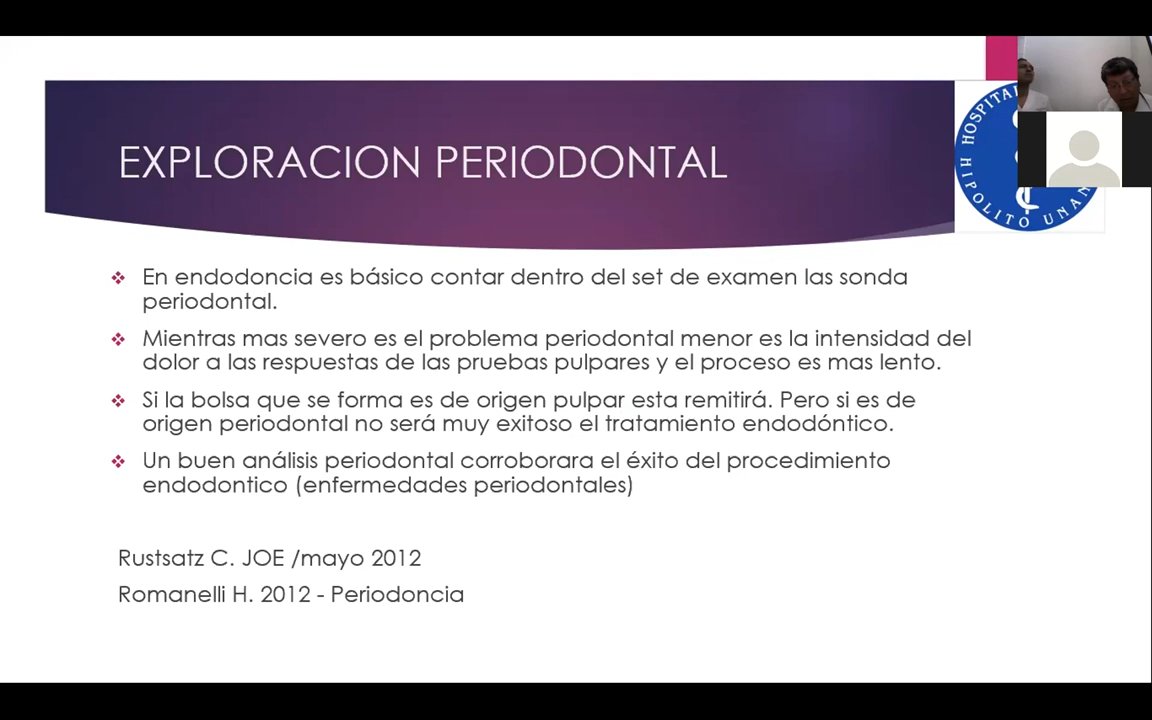 EXPLORACION PERIODONTAL
HOSPITAL
HIPOLITO UNAN
En endodoncia es básico contar dentro del set de examen las sonda
periodontal.
Mientras mas severo es el problema periodontal menor es la intensidad del
dolor a las respuestas de las pruebas pulpares y el proceso es mas lento.
Si la bolsa que se forma es de origen pulpar esta remitirá. Pero si es de
origen periodontal no será muy exitoso el tratamiento endodóntico.
Un buen análisis periodontal corroborara el éxito del procedimiento
endodontico (enfermedades periodontales)
Rustsatz C. JOE /mayo 2012
Romanelli H. 2012 - Periodoncia